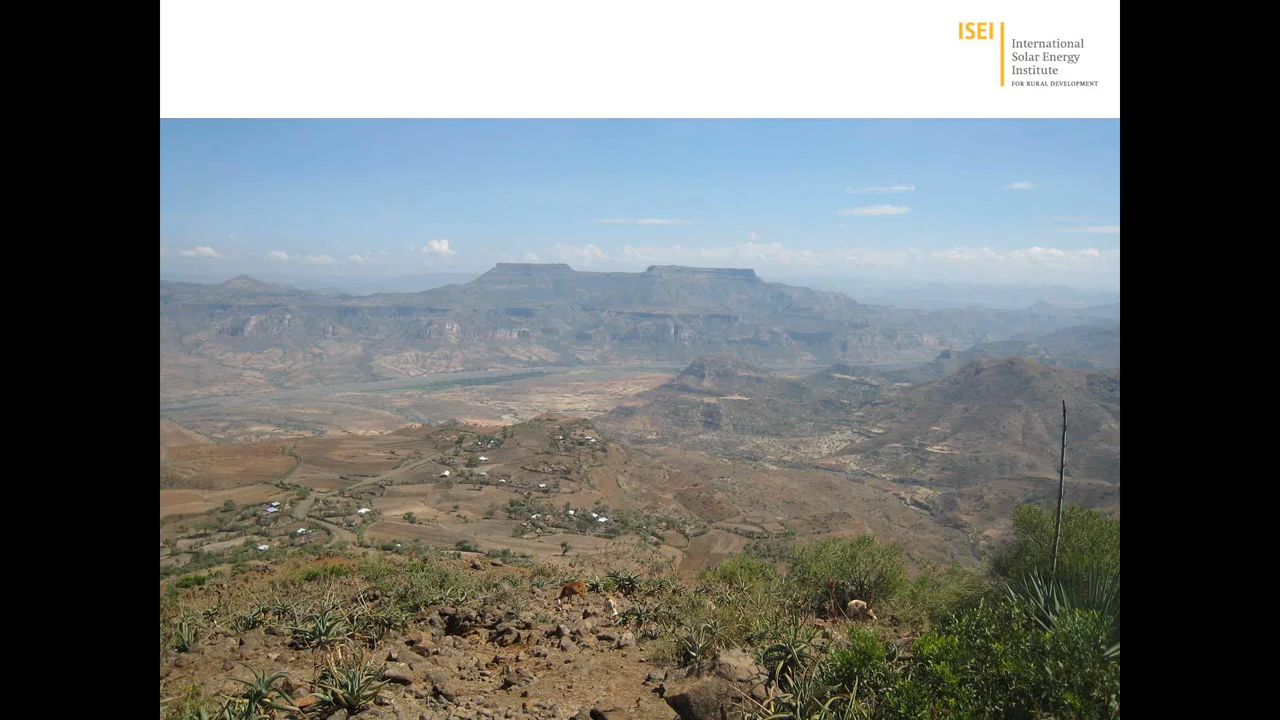 ISEI
International
Solar Energy
Institute
FOR RURAL DEVELOPMENT